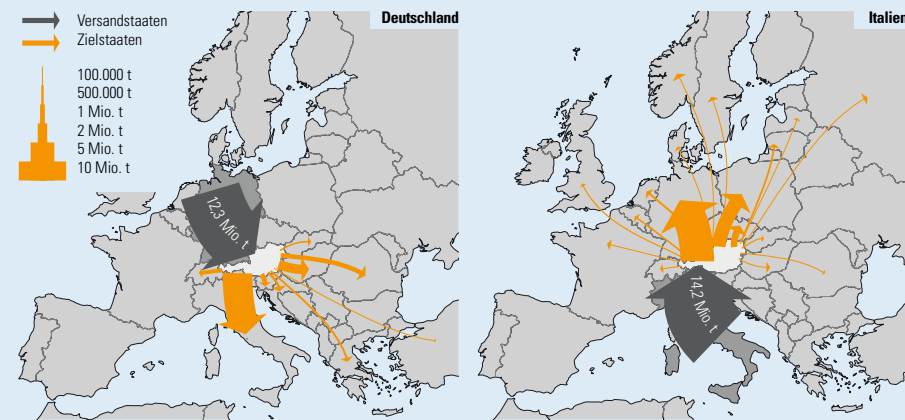 Versandstaaten
Zielstaaten
100.000 t
500.000 t
1 Mio. t
2 Mio. t
5 Mio. t
10 Mio. t
Deutschland
12,3 Mio. t
Italien
14,2 Mio. t